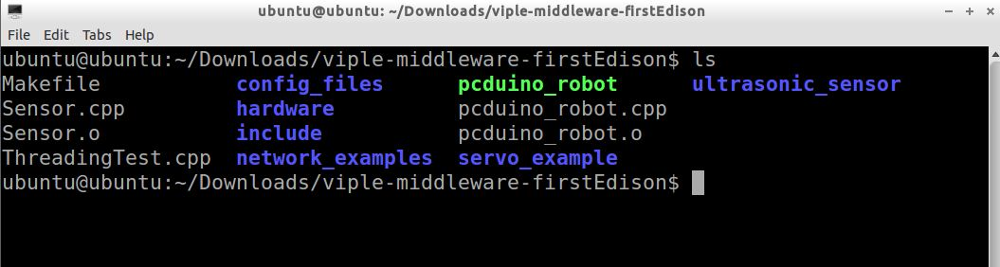 ubuntu@ubuntu: ~/Downloads/viple-middleware-firstEdison
File Edit Tabs Help
ubuntu@ubuntu:~/Downloads/viple-middleware-firstEdison$ ls
Makefile config_files pcduino_robot ultrasonic_sensor
Sensor.cpp hardware pcduino_robot.cpp
Sensor.o include pcduino_robot.o
ThreadingTest.cpp network_examples servo_example
ubuntu@ubuntu:~/Downloads/viple-middleware-firstEdison$